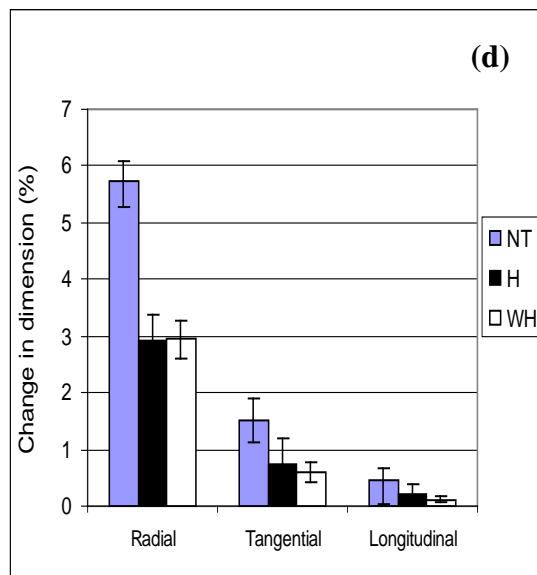 (d)
7
6
5
4
3
2
1
0
Change in dimension (%)
Radial Tangential Longitudinal
NT
H
WH